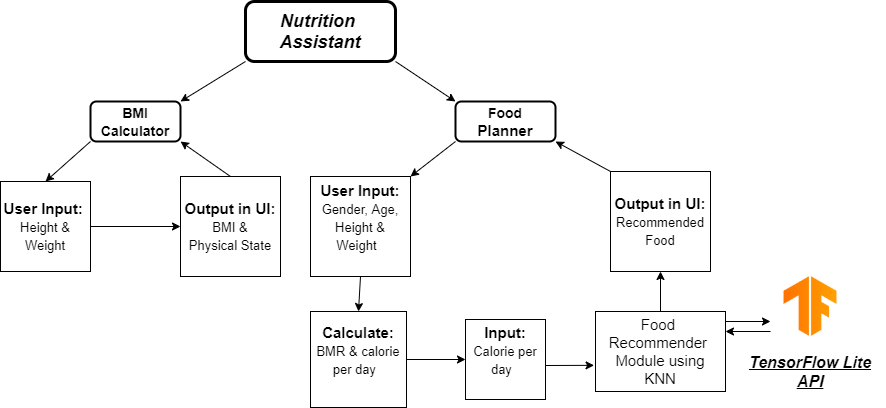 Nutrition
Assistant
BMI
Calculator
Food
Planner
User Input:
Height &
Weight
Output in UI:
BMI &
Physical State
User Input:
Gender, Age,
Height &
Weight
Output in UI:
Recommended
Food
Calculate:
BMR & calorie
per day
Input:
Calorie per
day
Food
Recommender
Module using
KNN
TensorFlow Lite
API